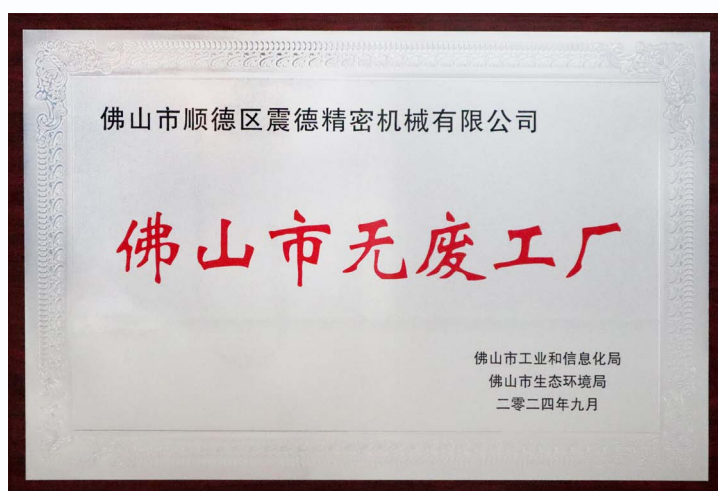 佛山市顺德区震德精密机械有限公司
佛山市无废工厂
佛山市工业和信息化局
佛山市生态环境局
二零二四年九月